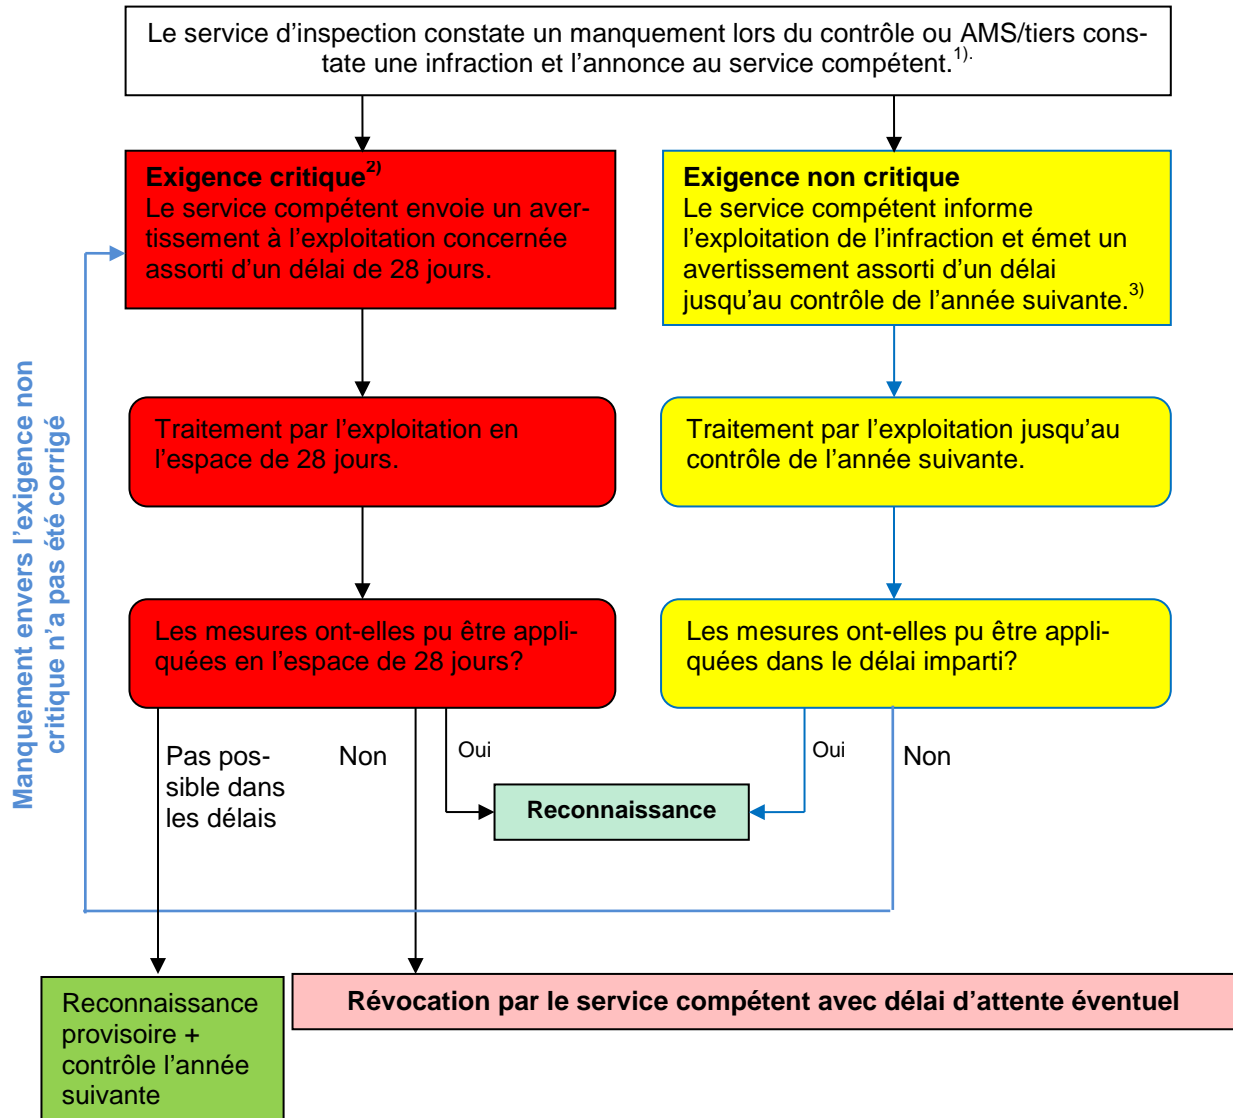 Le service d’inspection constate un manquement lors du contrôle ou AMS/tiers cons-
tate une infraction et l’annonce au service compétent.1).
Exigence critique2)
Le service compétent envoie un aver-
tissement à l’exploitation concernée
assorti d’un délai de 28 jours.
Exigence non critique
Le service compétent informe
l’exploitation de l’infraction et émet un
avertissement assorti d’un délai
jusqu’au contrôle de l’année suivante.3)
Manquement envers l’exigence non
critique n’a pas été corrigé
Traitement par l’exploitation en
l’espace de 28 jours.
Traitement par l’exploitation jusqu’au
contrôle de l’année suivante.
Les mesures ont-elles pu être appli-
quées en l’espace de 28 jours?
Les mesures ont-elles pu être appli-
quées dans le délai imparti?
Pas pos-
sible dans
les délais
Non
Oui
Oui
Non
Reconnaissance
Reconnaissance
provisoire +
contrôle l’année
suivante
Révocation par le service compétent avec délai d’attente éventuel